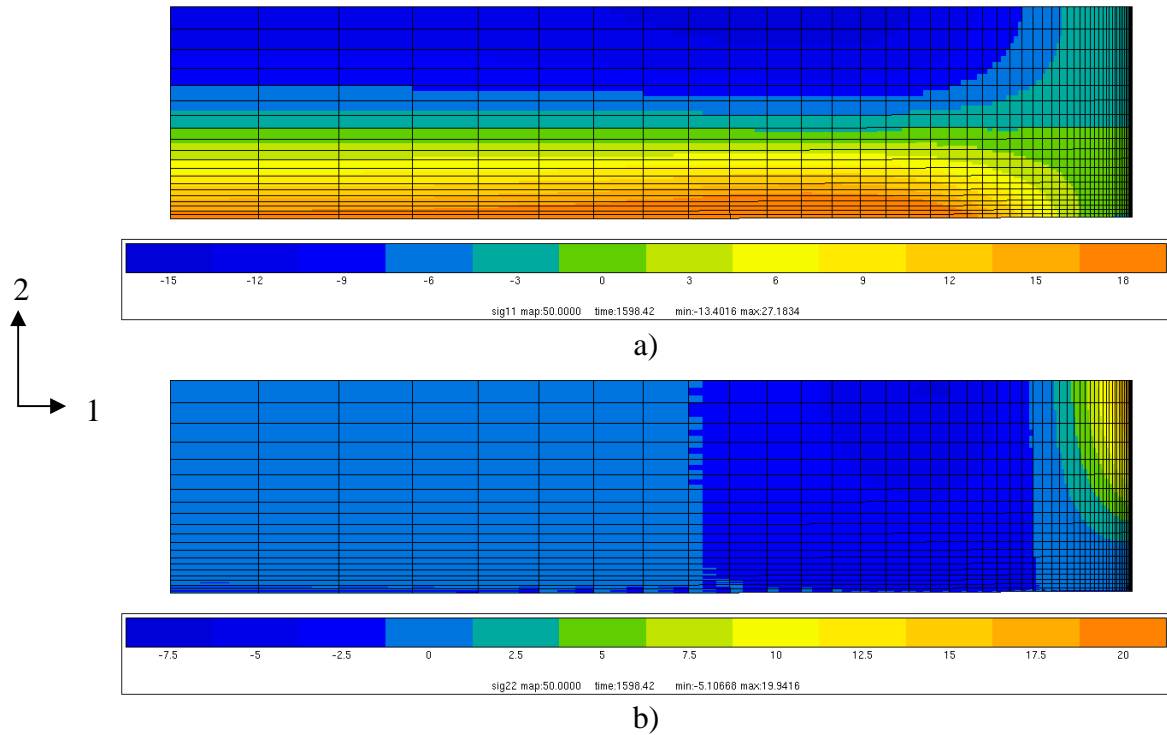 -15 -12 -9 -6 -3 0 3 6 9 12 15 18
sig11 map:50.0000 time:1598.42 min:-13.4016 max:27.1834
a)
2
1
-7.5 -5 -2.5 0 2.5 5 7.5 10 12.5 15 17.5 20
sig22 map:50.0000 time:1598.42 min:-5.10668 max:19.9416
b)